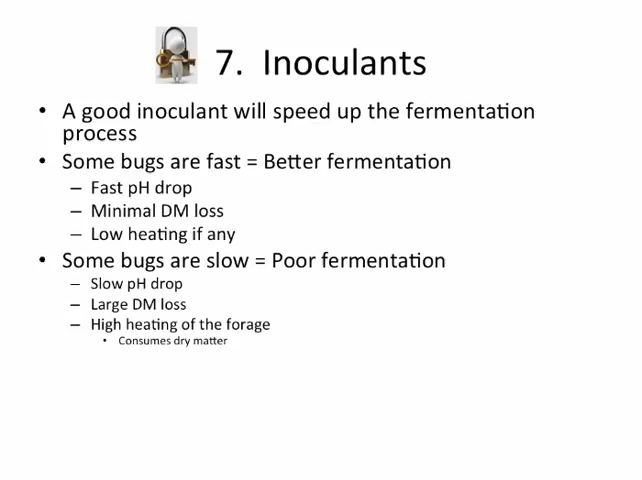 7. Inoculants
• A good inoculant will speed up the fermentation
process
• Some bugs are fast = Better fermentation
– Fast pH drop
– Minimal DM loss
– Low heating if any
• Some bugs are slow = Poor fermentation
– Slow pH drop
– Large DM loss
– High heating of the forage
• Consumes dry matter